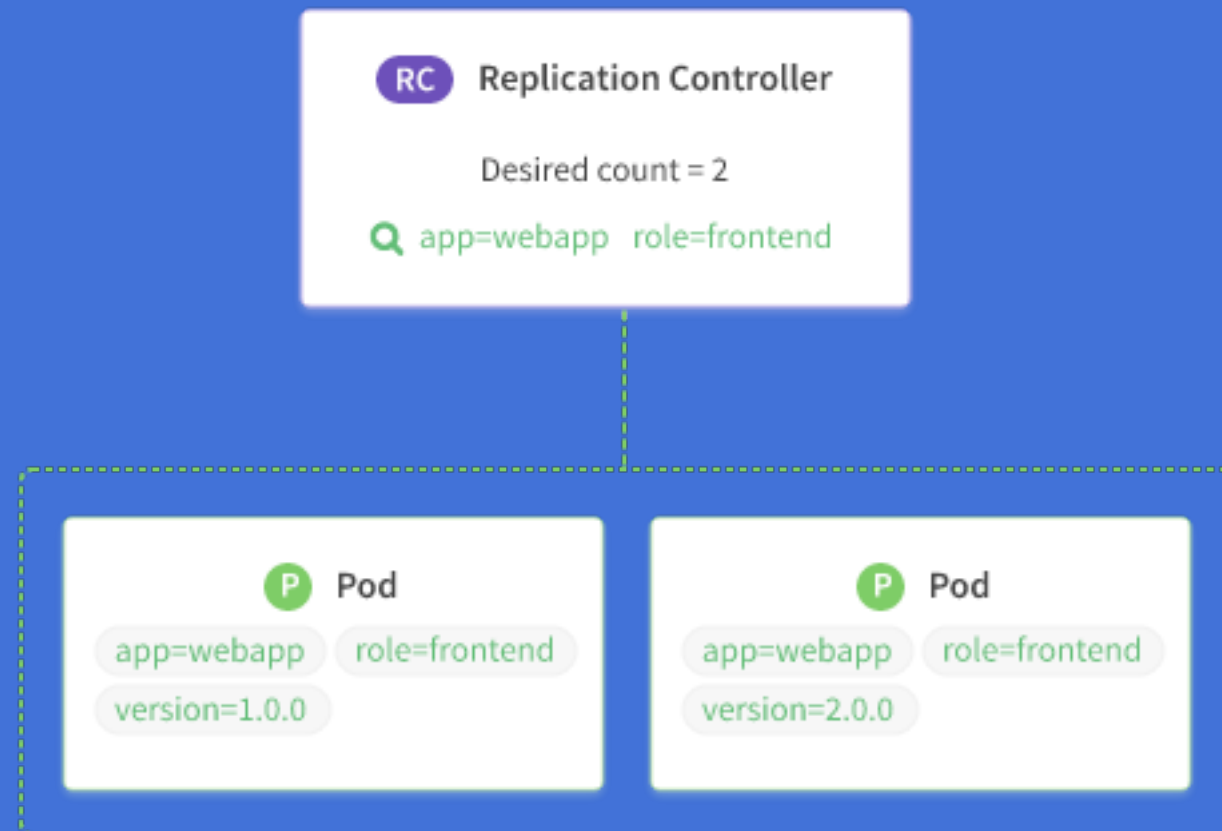 RC Replication Controller
Desired count = 2
app=webapp role=frontend
P Pod
app=webapp role=frontend
version=1.0.0
P Pod
app=webapp role=frontend
version=2.0.0